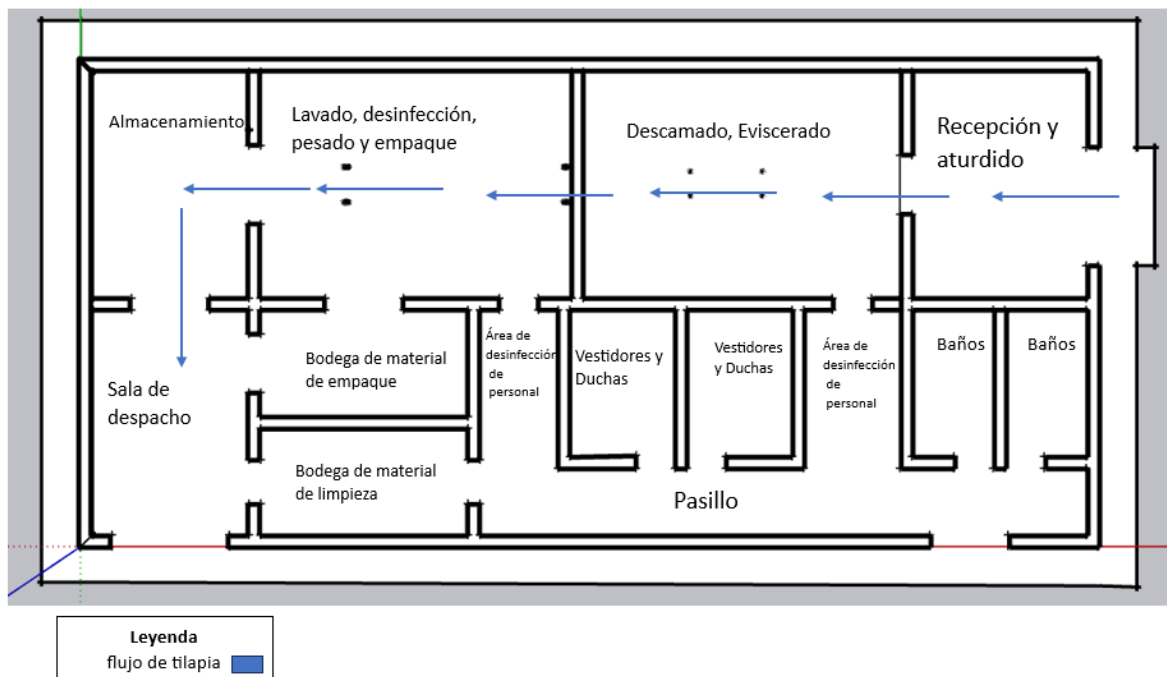 Almacenamiento
Lavado, desinfección,
pesado y empaque
Descamado, Eviscerado
Recepción y
aturdido
Sala de
despacho
Bodega de material
de empaque
Área de
desinfección
de
personal
Vestidores y
Duchas
Vestidores
y Duchas
Área de
desinfección
de
personal
Baños
Baños
Bodega de material
de limpieza
Pasillo
Leyenda
flujo de tilapia